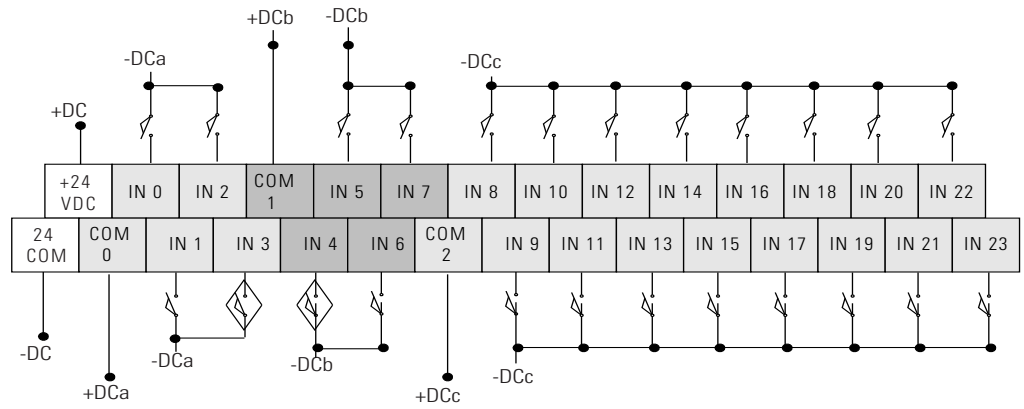 +DCb
-DCb
-DCa
-DCc
+DC
+24
VDC
IN 0
IN 2
COM
1
IN 5
IN 7
IN 8
IN 10
IN 12
IN 14
IN 16
IN 18
IN 20
IN 22
24
COM
COM
0
IN 1
IN 3
IN 4
IN 6
COM
2
IN 9
IN 11
IN 13
IN 15
IN 17
IN 19
IN 21
IN 23
-DC
-DCa
-DCb
-DCc
+DCa
+DCc